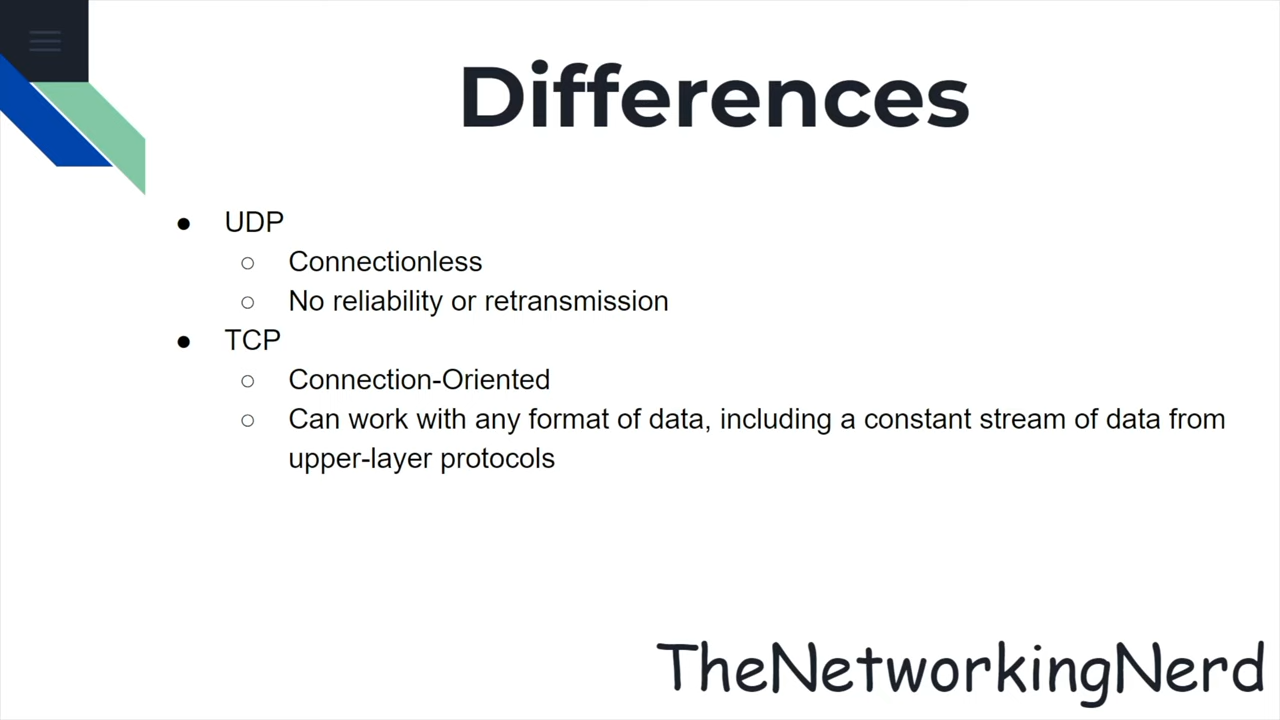 Differences
● UDP
○ Connectionless
○ No reliability or retransmission
● TCP
○ Connection-Oriented
○ Can work with any format of data, including a constant stream of data from
upper-layer protocols
TheNetworkingNerd